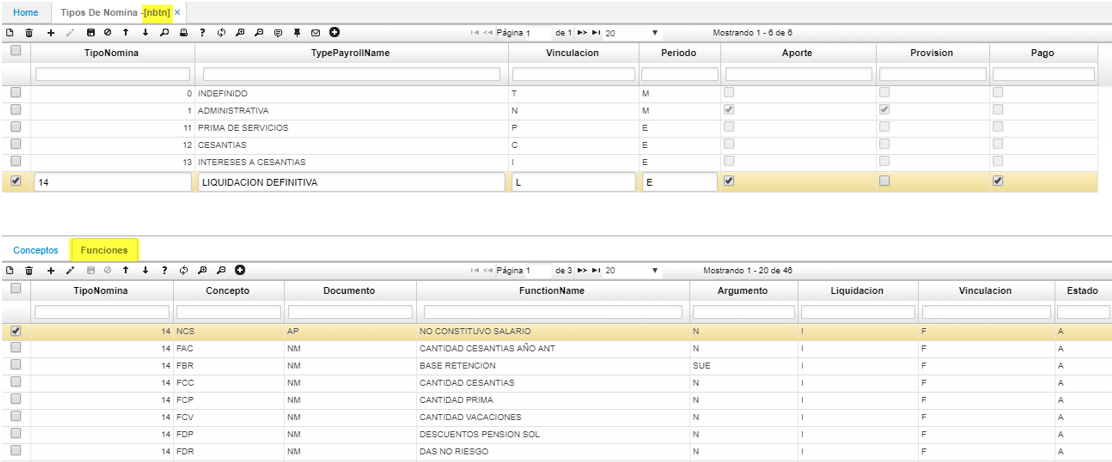 Home Tipos De Nomina -[nbtn] ×
Página 1 de 1 20 Mostrando 1 - 6 de 6
TipoNomina TypePayrollName Vinculacion Periodo Aporte Provision Pago
0 INDEFINIDO T M
1 ADMINISTRATIVA N M
11 PRIMA DE SERVICIOS P E
12 CESANTIAS C E
13 INTERESES A CESANTIAS I E
14 LIQUIDACION DEFINITIVA L E
Conceptos Funciones
Página 1 de 3 20 Mostrando 1 - 20 de 46
TipoNomina Concepto Documento FunctionName Argumento Liquidacion Vinculacion Estado
14 NCS AP NO CONSTITUVO SALARIO N I F A
14 FAC NM CANTIDAD CESANTIAS AÑO ANT N I F A
14 FBR NM BASE RETENCION SUE I F A
14 FCC NM CANTIDAD CESANTIAS N I F A
14 FCP NM CANTIDAD PRIMA N I F A
14 FCV NM CANTIDAD VACACIONES N I F A
14 FDP NM DESCUENTOS PENSION SOL N I F A
14 FDR NM DAS NO RIESGO N I F A